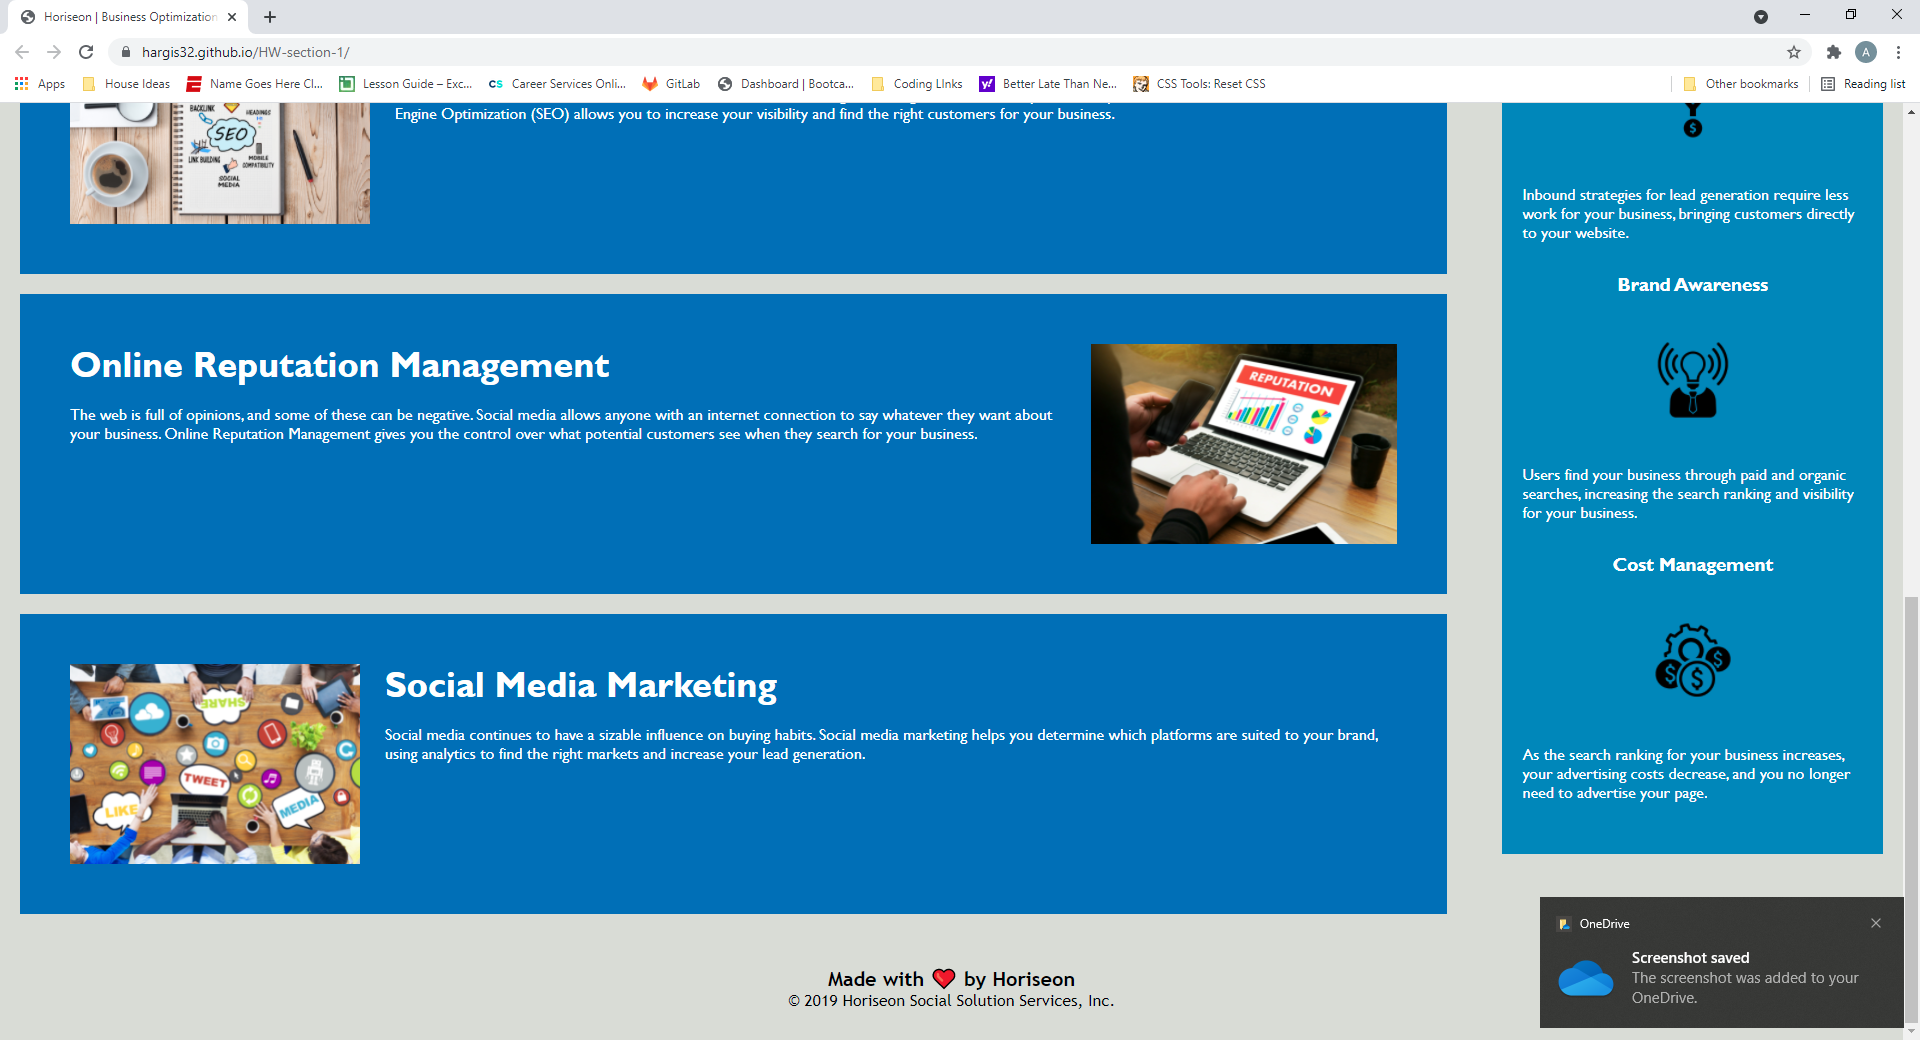 Horiseon | Business Optimization
hargis32.github.io/HW-section-1/
A
Apps
House Ideas
Name Goes Here Cl...
Lesson Guide – Exc...
CS
Career Services Onli...
GitLab
Dashboard | Bootca...
Coding LInks
y!
Better Late Than Ne...
CSS Tools: Reset CSS
Other bookmarks
Reading list
BACKLINK
HEADINGS
SEO
LINK BUILDING
MOBILE
COMPATIBILITY
SOCIAL
MEDIA
Engine Optimization (SEO) allows you to increase your visibility and find the right customers for your business.
Online Reputation Management
The web is full of opinions, and some of these can be negative. Social media allows anyone with an internet connection to say whatever they want about
your business. Online Reputation Management gives you the control over what potential customers see when they search for your business.
REPUTATION
SHARE
TWEET
LIKE
MEDIA
Social Media Marketing
Social media continues to have a sizable influence on buying habits. Social media marketing helps you determine which platforms are suited to your brand,
using analytics to find the right markets and increase your lead generation.
$
Inbound strategies for lead generation require less
work for your business, bringing customers directly
to your website.
Brand Awareness
Users find your business through paid and organic
searches, increasing the search ranking and visibility
for your business.
Cost Management
$ $ $
As the search ranking for your business increases,
your advertising costs decrease, and you no longer
need to advertise your page.
Made with ❤️ by Horiseon
© 2019 Horiseon Social Solution Services, Inc.
OneDrive
Screenshot saved
The screenshot was added to your
OneDrive.